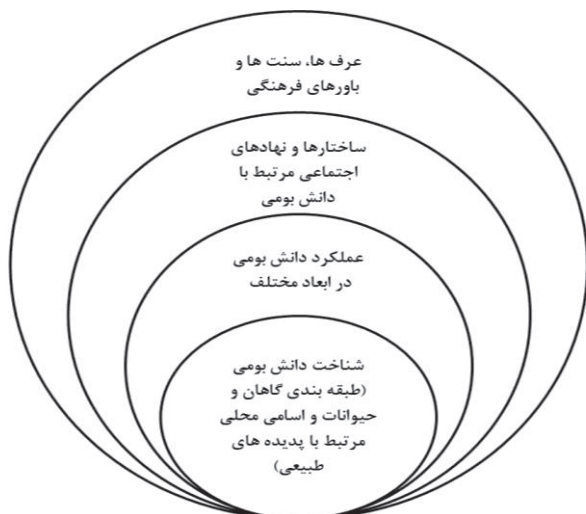 عرف ها، سنت ها و
باورهای فرهنگی
ساختارها و نهادهای
اجتماعی مرتبط با
دانش بومی
عملکرد دانش بومی
در ابعاد مختلف
شناخت دانش بومی
(طبقه بندی گاهان و
حیوانات و اسامی محلی
مرتبط با پدیده های
طبیعی)